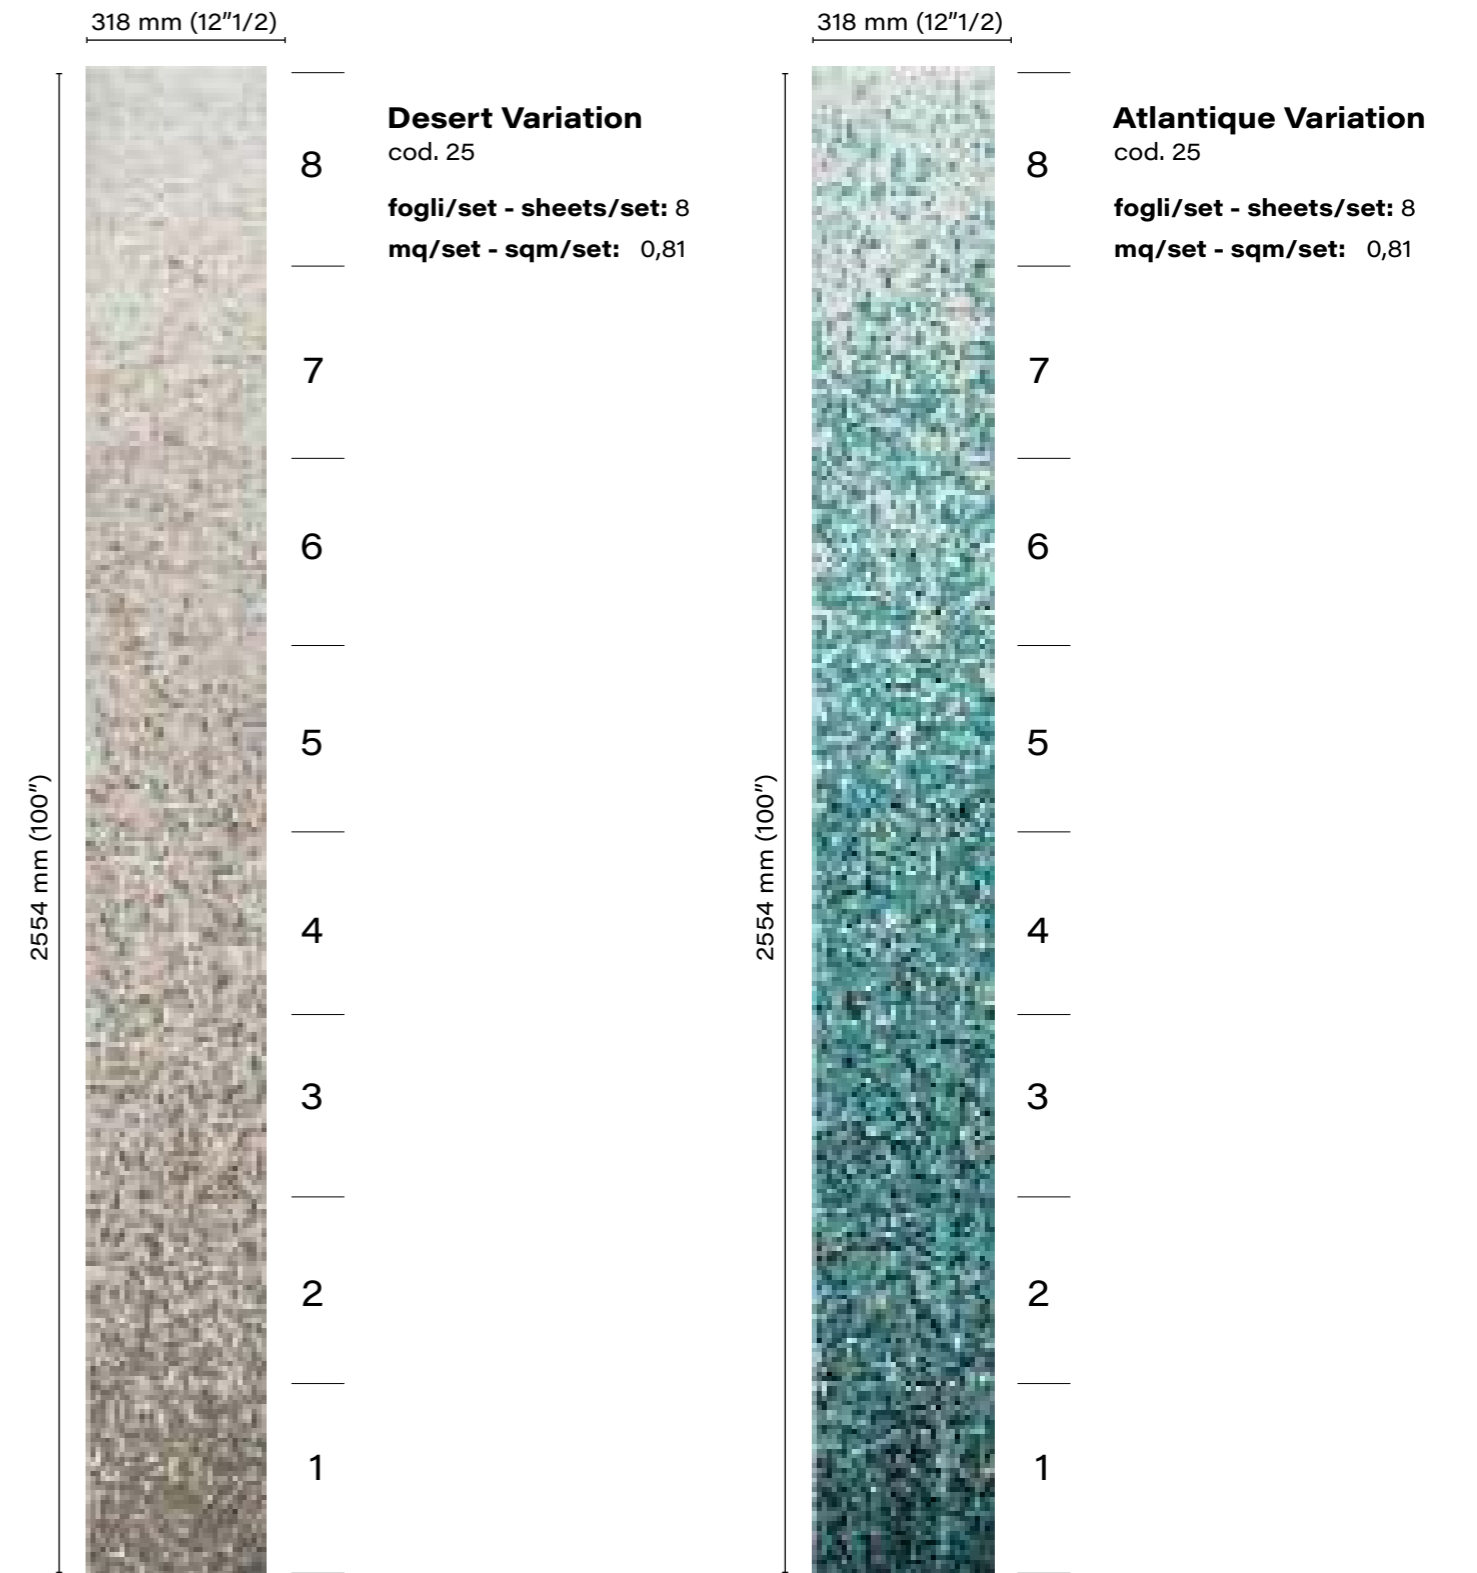 318 mm (12"1/2)
Desert Variation
cod. 25
fogli/set - sheets/set: 8
mq/set - sqm/set: 0,81
8
7
6
5
4
3
2
1
2554 mm (100")
318 mm (12"1/2)
Atlantique Variation
cod. 25
fogli/set - sheets/set: 8
mq/set - sqm/set: 0,81
8
7
6
5
4
3
2
1
2554 mm (100")